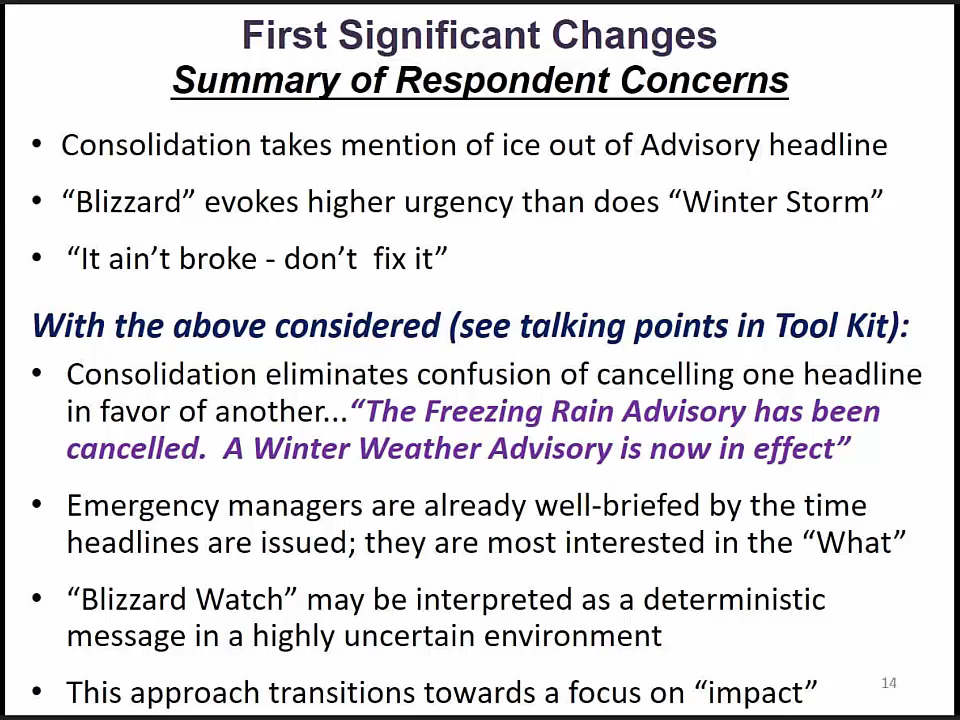 First Significant Changes
Summary of Respondent Concerns
• Consolidation takes mention of ice out of Advisory headline
• “Blizzard” evokes higher urgency than does “Winter Storm”
• “It ain’t broke - don’t  fix it”
With the above considered (see talking points in Tool Kit):
• Consolidation eliminates confusion of cancelling one headline
in favor of another...“The Freezing Rain Advisory has been
cancelled.  A Winter Weather Advisory is now in effect”
• Emergency managers are already well-briefed by the time
headlines are issued; they are most interested in the “What”
• “Blizzard Watch” may be interpreted as a deterministic
message in a highly uncertain environment
• This approach transitions towards a focus on “impact”
14